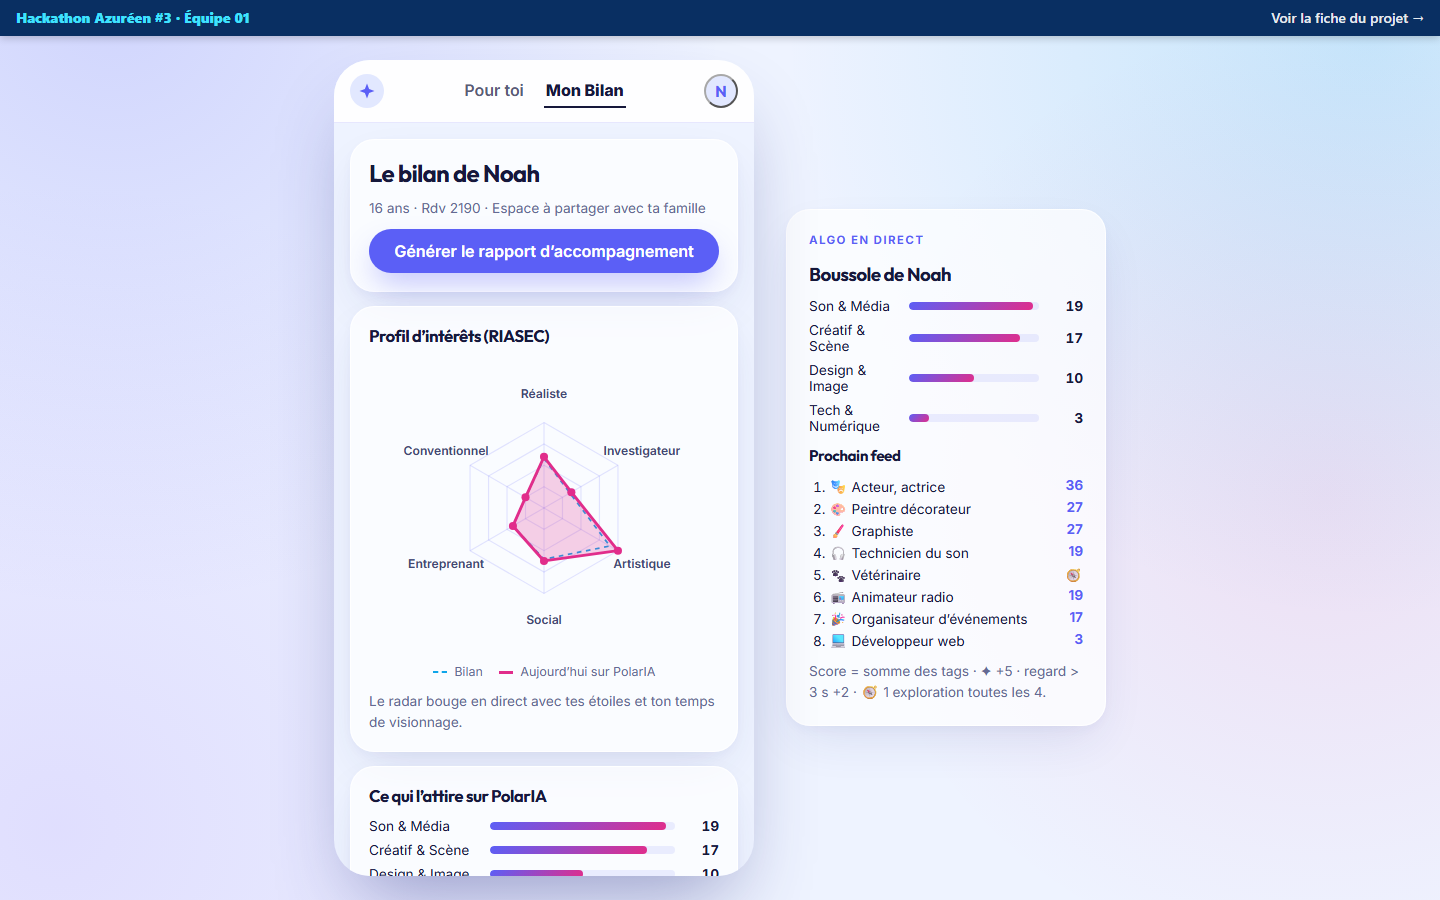 Hackathon Azuréen #3 · Équipe 01
Voir la fiche du projet →
Pour toi
Mon Bilan
N
Le bilan de Noah
16 ans · Rdv 2190 · Espace à partager avec ta famille
Générer le rapport d’accompagnement
Profil d’intérêts (RIASEC)
Réaliste
Conventionnel
Investigateur
Entreprenant
Artistique
Social
Bilan
Aujourd’hui sur PolarIA
Le radar bouge en direct avec tes étoiles et ton temps
de visionnage.
Ce qui l’attire sur PolarIA
Son & Média 19
Créatif & Scène 17
Design & Image 10
ALGO EN DIRECT
Boussole de Noah
Son & Média 19
Créatif &
Scène 17
Design &
Image 10
Tech &
Numérique 3
Prochain feed
1. Acteur, actrice 36
2. Peintre décorateur 27
3. Graphiste 27
4. Technicien du son 19
5. Vétérinaire
6. Animateur radio 19
7. Organisateur d’événements 17
8. Développeur web 3
Score = somme des tags · ✦ +5 · regard >
3 s +2 · 🧭 1 exploration toutes les 4.